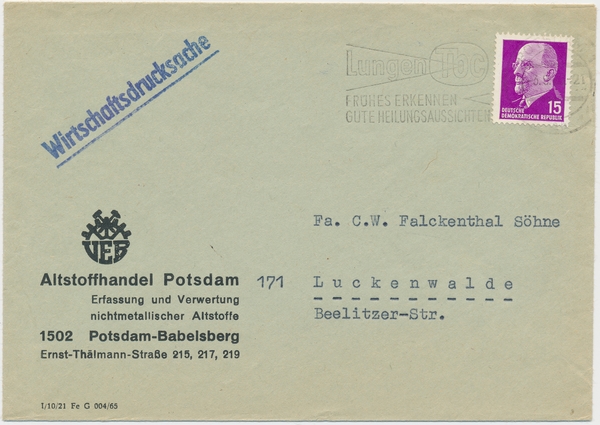 Wirtschaftsdrucksache
Lungen Tbc
FRÜHES ERKENNEN
GUTE HEILUNGSAUSSICHTEN
15
DEUTSCHE
DEMOKRATISCHE REPUBLIK
VEB
Altstoffhandel Potsdam
Erfassung und Verwertung
nichtmetallischer Altstoffe
1502 Potsdam-Babelsberg
Ernst-Thälmann-Straße 215, 217, 219
Fa. C.W. Falckenthal Söhne
171 Luckenwalde
Beelitzer-Str.
I/10/21 Fe G 004/65